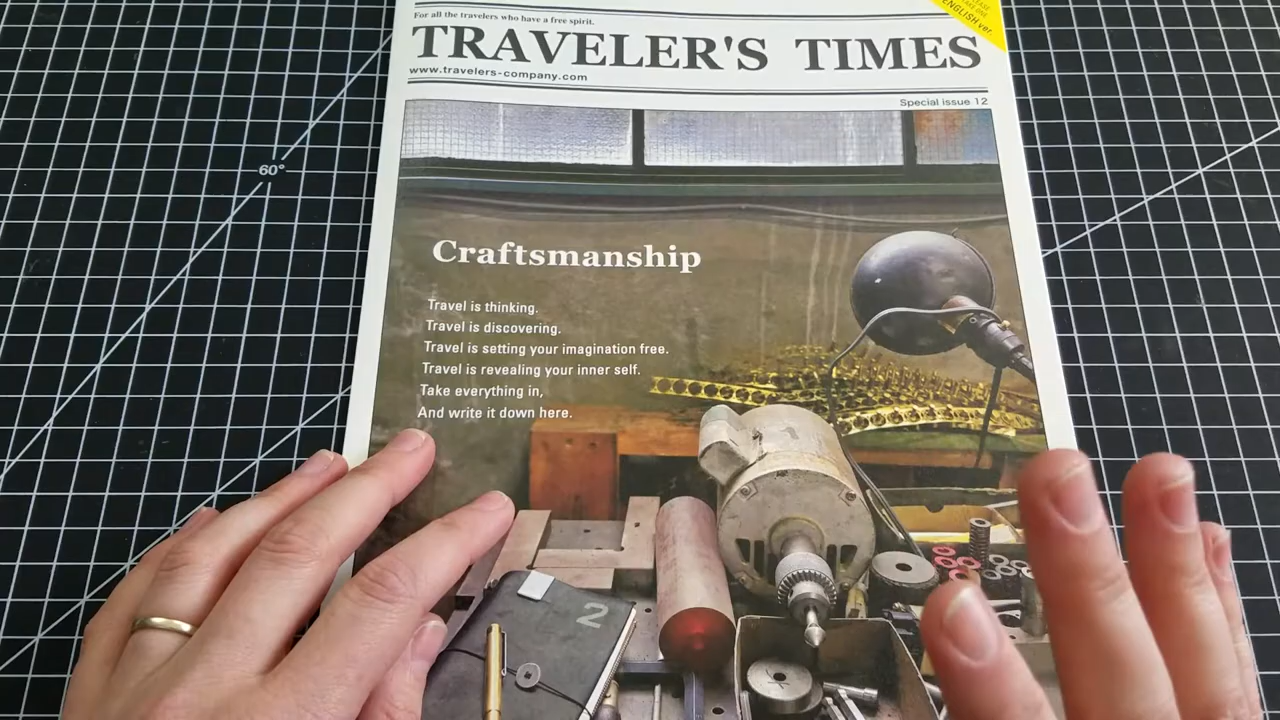 ENGLISH ver.
For all the travelers who have a free spirit.
TRAVELER'S TIMES
www.travelers-company.com
Special issue 12
60°
Craftsmanship
Travel is thinking.
Travel is discovering.
Travel is setting your imagination free.
Travel is revealing your inner self.
Take everything in,
And write it down here.
2